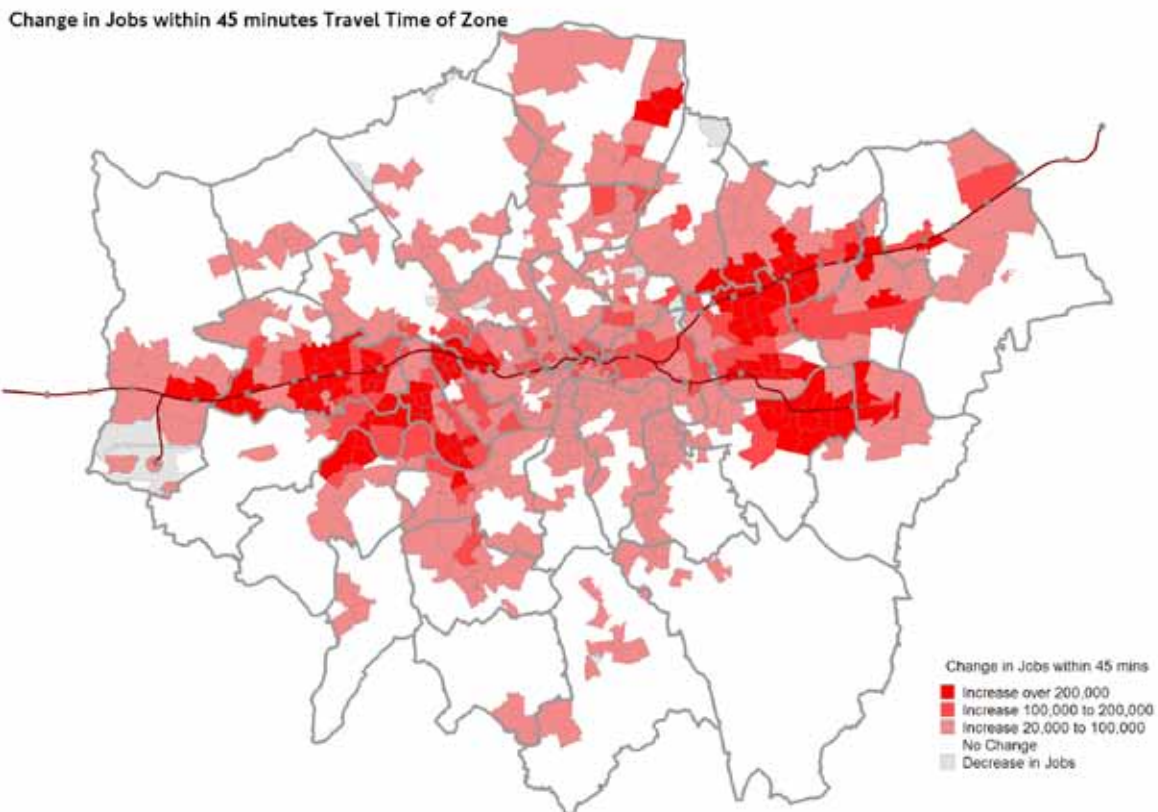 Change in Jobs within 45 minutes Travel Time of Zone
Change in Jobs within 45 mins
Increase over 200,000
Increase 100,000 to 200,000
Increase 20,000 to 100,000
No Change
Decrease in Jobs